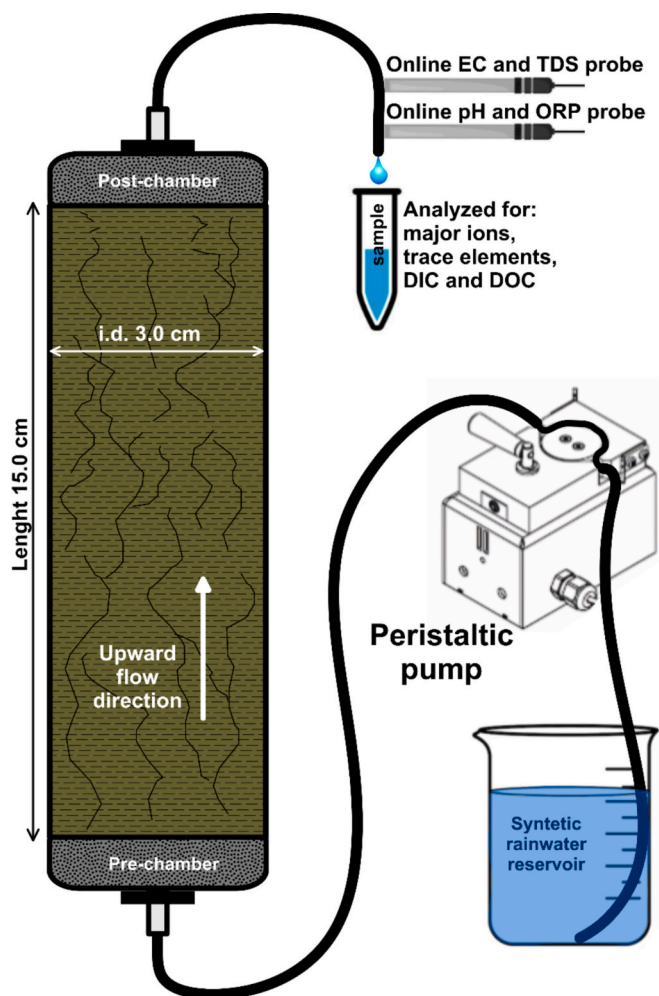 Online EC and TDS probe
Online pH and ORP probe
Post-chamber
sample
Analyzed for:
major ions,
trace elements,
DIC and DOC
i.d. 3.0 cm
Lenght 15.0 cm
Upward
flow
direction
Peristaltic
pump
Syntetic
rainwater
reservoir
Pre-chamber